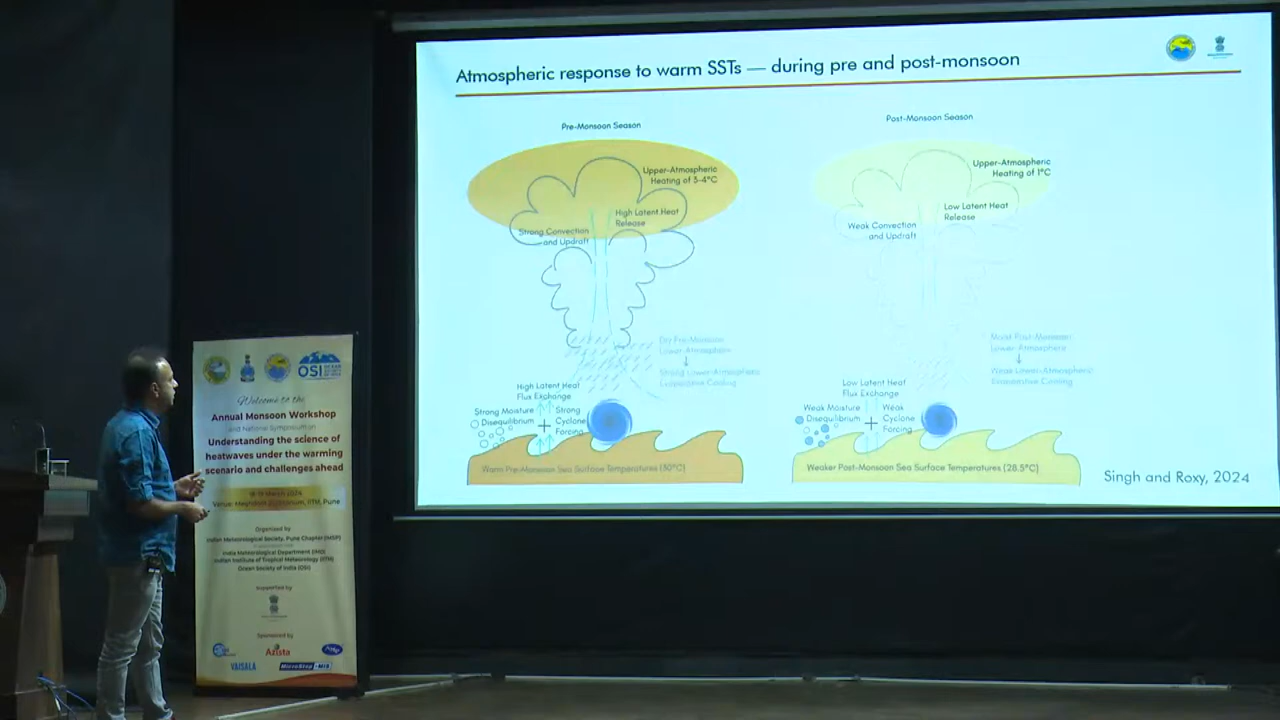 Atmospheric response to warm SSTs — during pre and post-monsoon
Pre-Monsoon Season
Upper-Atmospheric
Heating of 3-4°C
High Latent Heat
Release
Strong Convection
and Updraft
Dry Pre-Monsoon
Lower-Atmosphere
↓
Strong Lower-Atmospheric
Evaporative Cooling
High Latent Heat
Flux Exchange
Strong Moisture
Disequilibrium
+
Strong
Cyclone
Forcing
Warm Pre-Monsoon Sea Surface Temperatures (30°C)
Post-Monsoon Season
Upper-Atmospheric
Heating of 1°C
Low Latent Heat
Release
Weak Convection
and Updraft
Moist Post-Monsoon
Lower-Atmosphere
↓
Weak Lower-Atmospheric
Evaporative Cooling
Low Latent Heat
Flux Exchange
Weak Moisture
Disequilibrium
+
Weak
Cyclone
Forcing
Weaker Post-Monsoon Sea Surface Temperatures (28.5°C)
Singh and Roxy, 2024
OSI
Welcome to the
Annual Monsoon Workshop
and National Symposium on
Understanding the science of
heatwaves under the warming
scenario and challenges ahead
March 2024
Venue: Meghdoot Auditorium, IITM, Pune
Organized by
Indian Meteorological Society, Pune Chapter (IMSP)
India Meteorological Department (IMD)
Indian Institute of Tropical Meteorology (IITM)
Ocean Society of India (OSI)
Supported by
Sponsored by
Azista
VAISALA
MicroStep-MIS